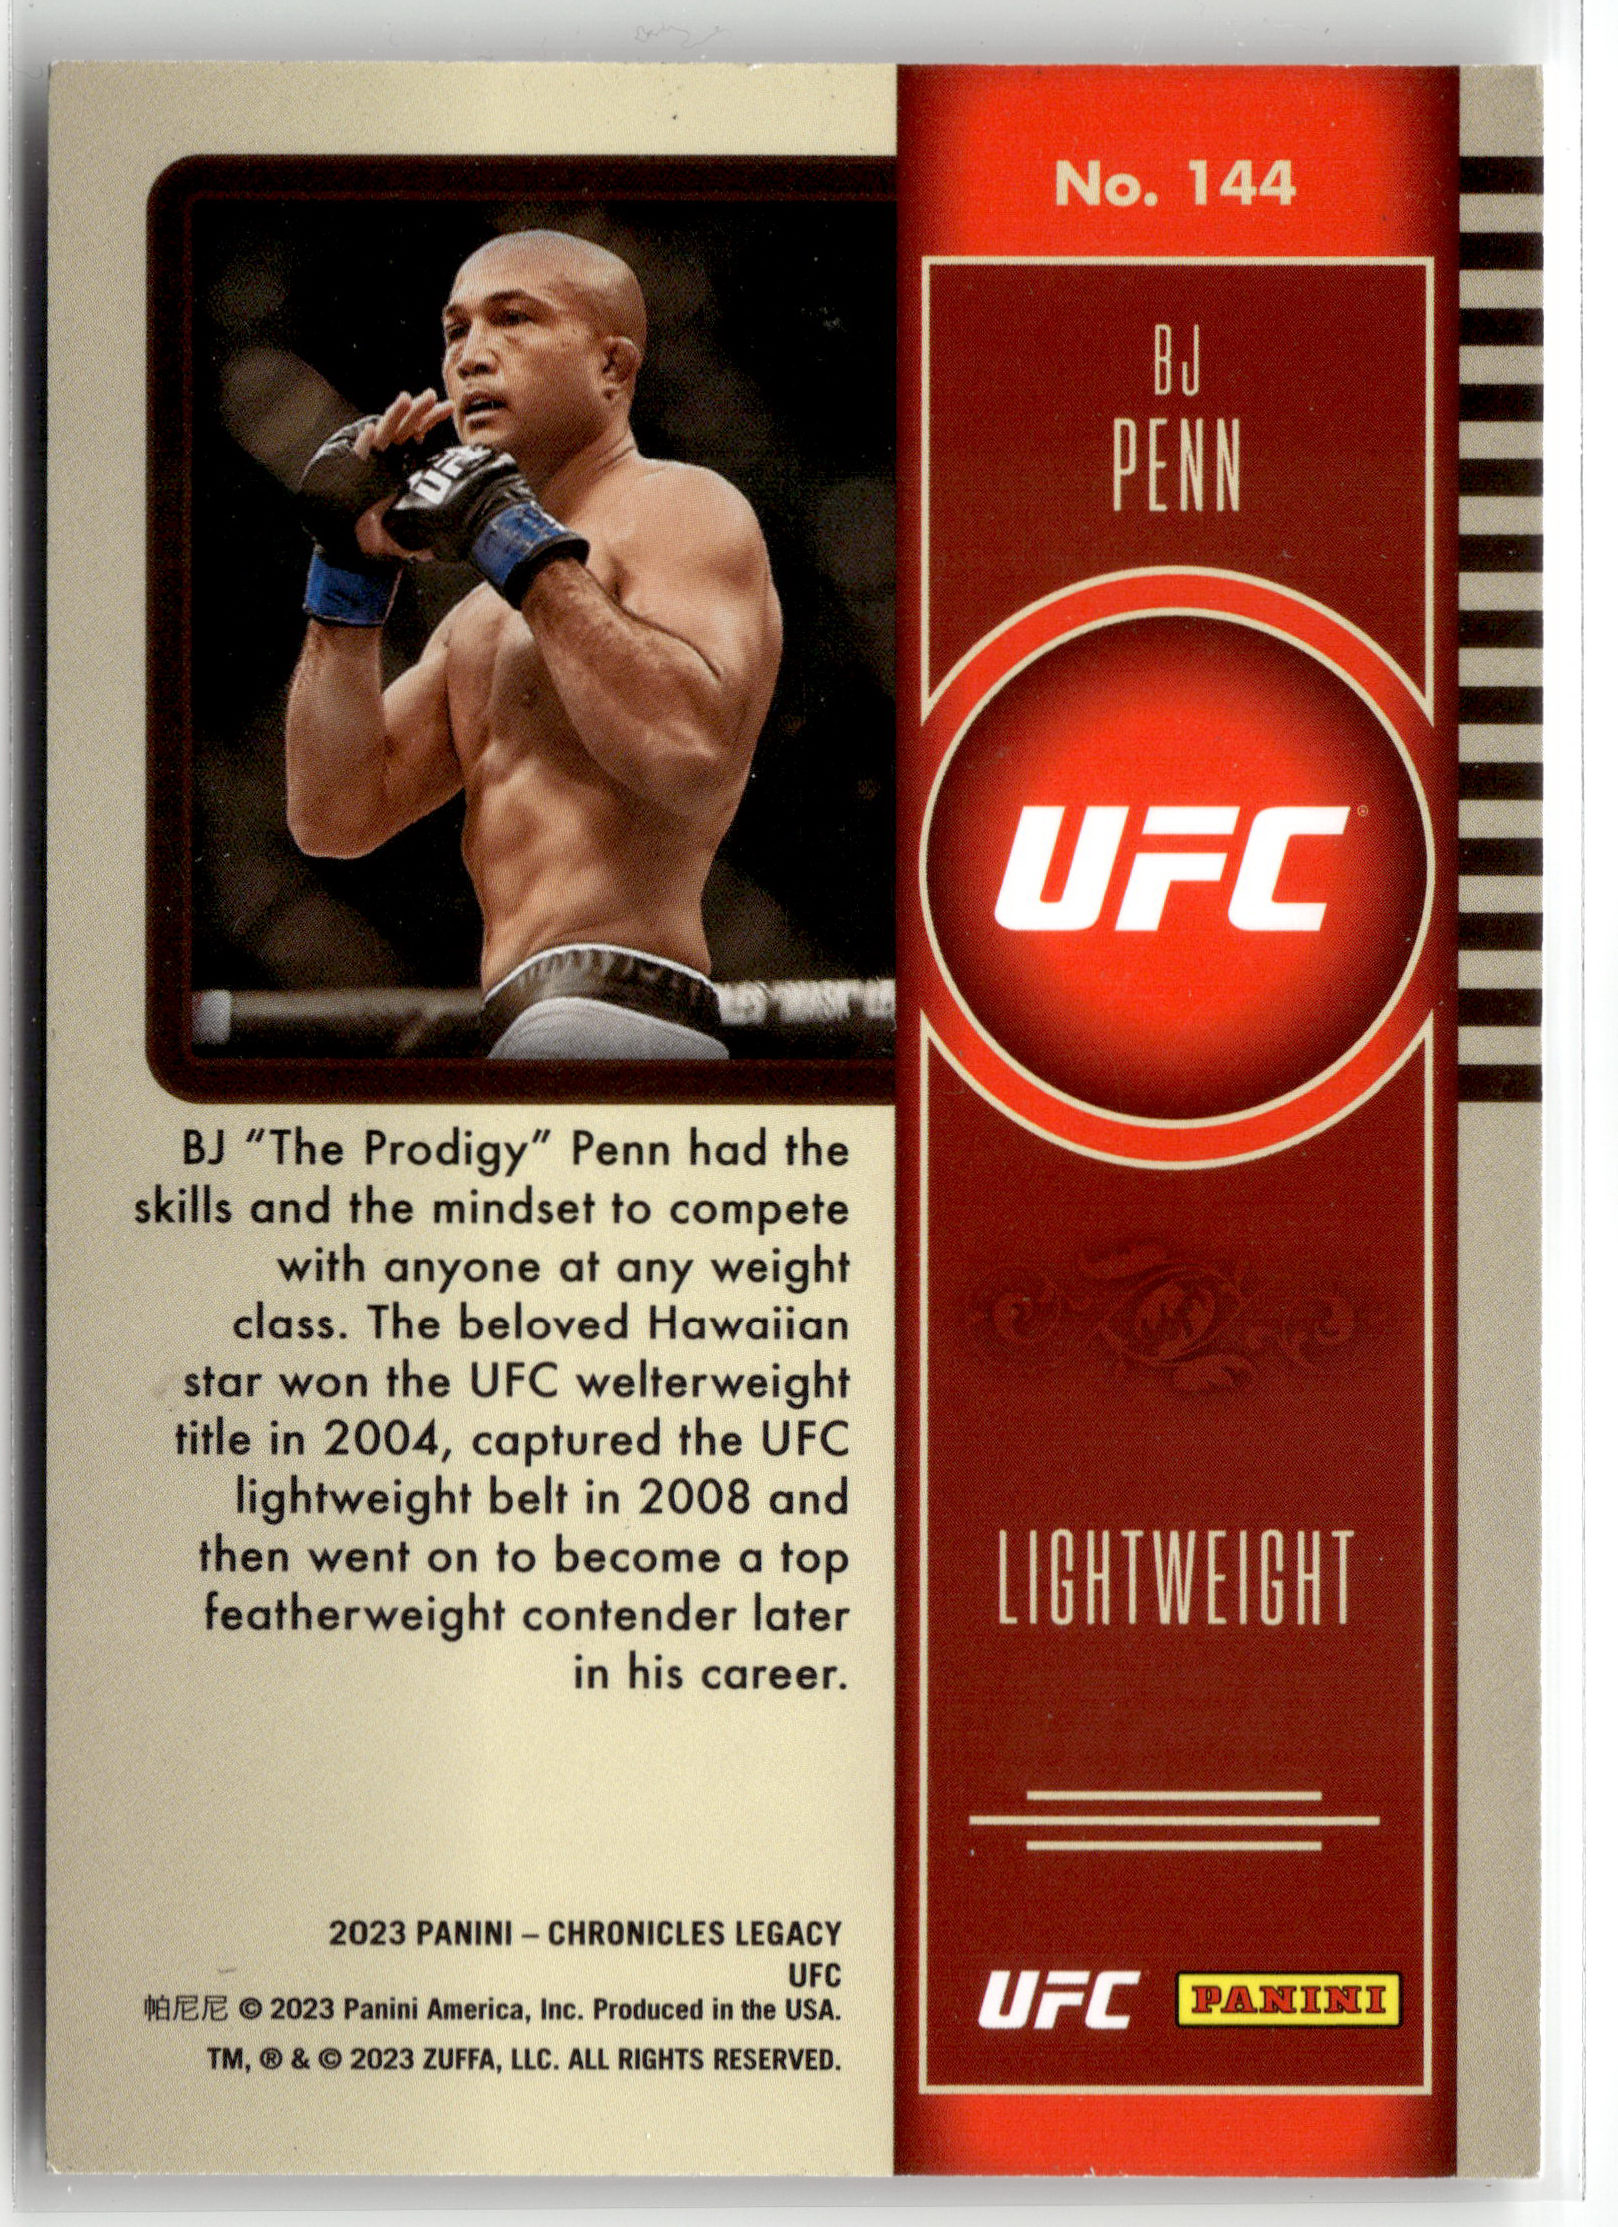 No. 144
BJ
PENN
UFC®
BJ "The Prodigy" Penn had the
skills and the mindset to compete
with anyone at any weight
class. The beloved Hawaiian
star won the UFC welterweight
title in 2004, captured the UFC
lightweight belt in 2008 and
then went on to become a top
featherweight contender later
in his career.
LIGHTWEIGHT
2023 PANINI – CHRONICLES LEGACY
UFC
帕尼尼 © 2023 Panini America, Inc. Produced in the USA.
TM, ® & © 2023 ZUFFA, LLC. ALL RIGHTS RESERVED.
UFC PANINI